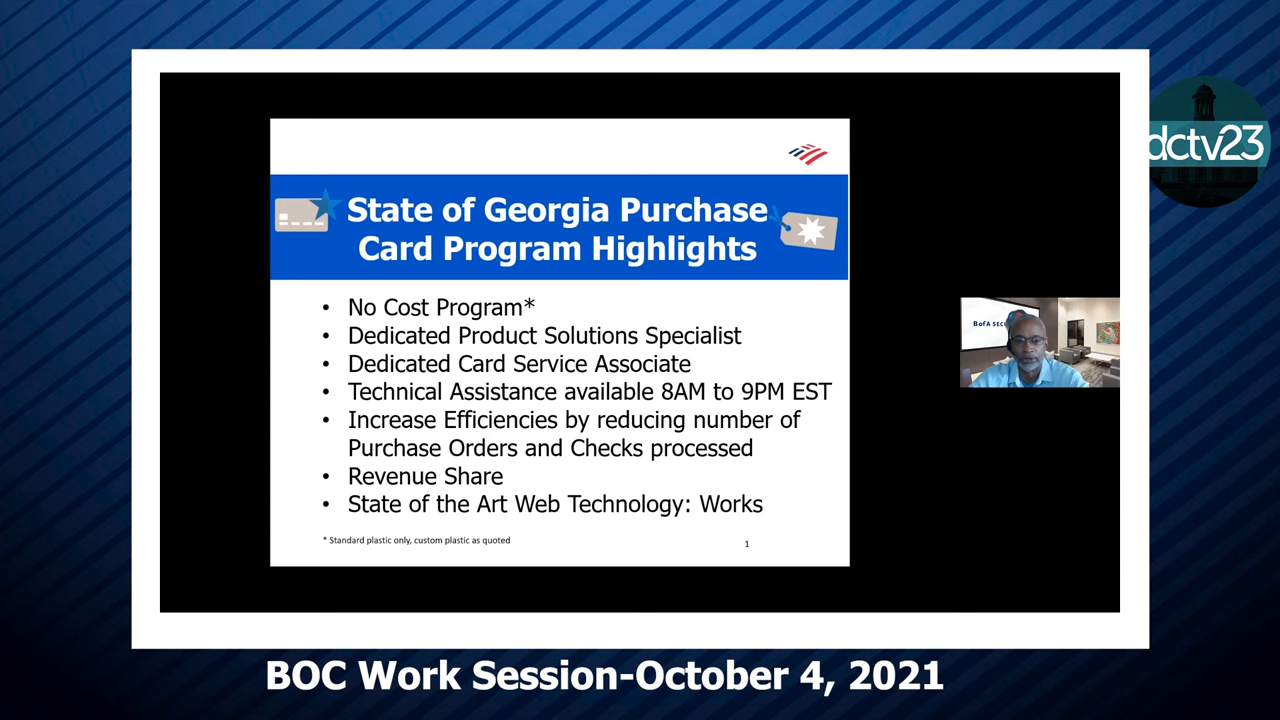 dctv23
State of Georgia Purchase
Card Program Highlights
• No Cost Program*
• Dedicated Product Solutions Specialist
• Dedicated Card Service Associate
• Technical Assistance available 8AM to 9PM EST
• Increase Efficiencies by reducing number of
Purchase Orders and Checks processed
• Revenue Share
• State of the Art Web Technology: Works
* Standard plastic only, custom plastic as quoted
1
BofA SECU
BOC Work Session-October 4, 2021